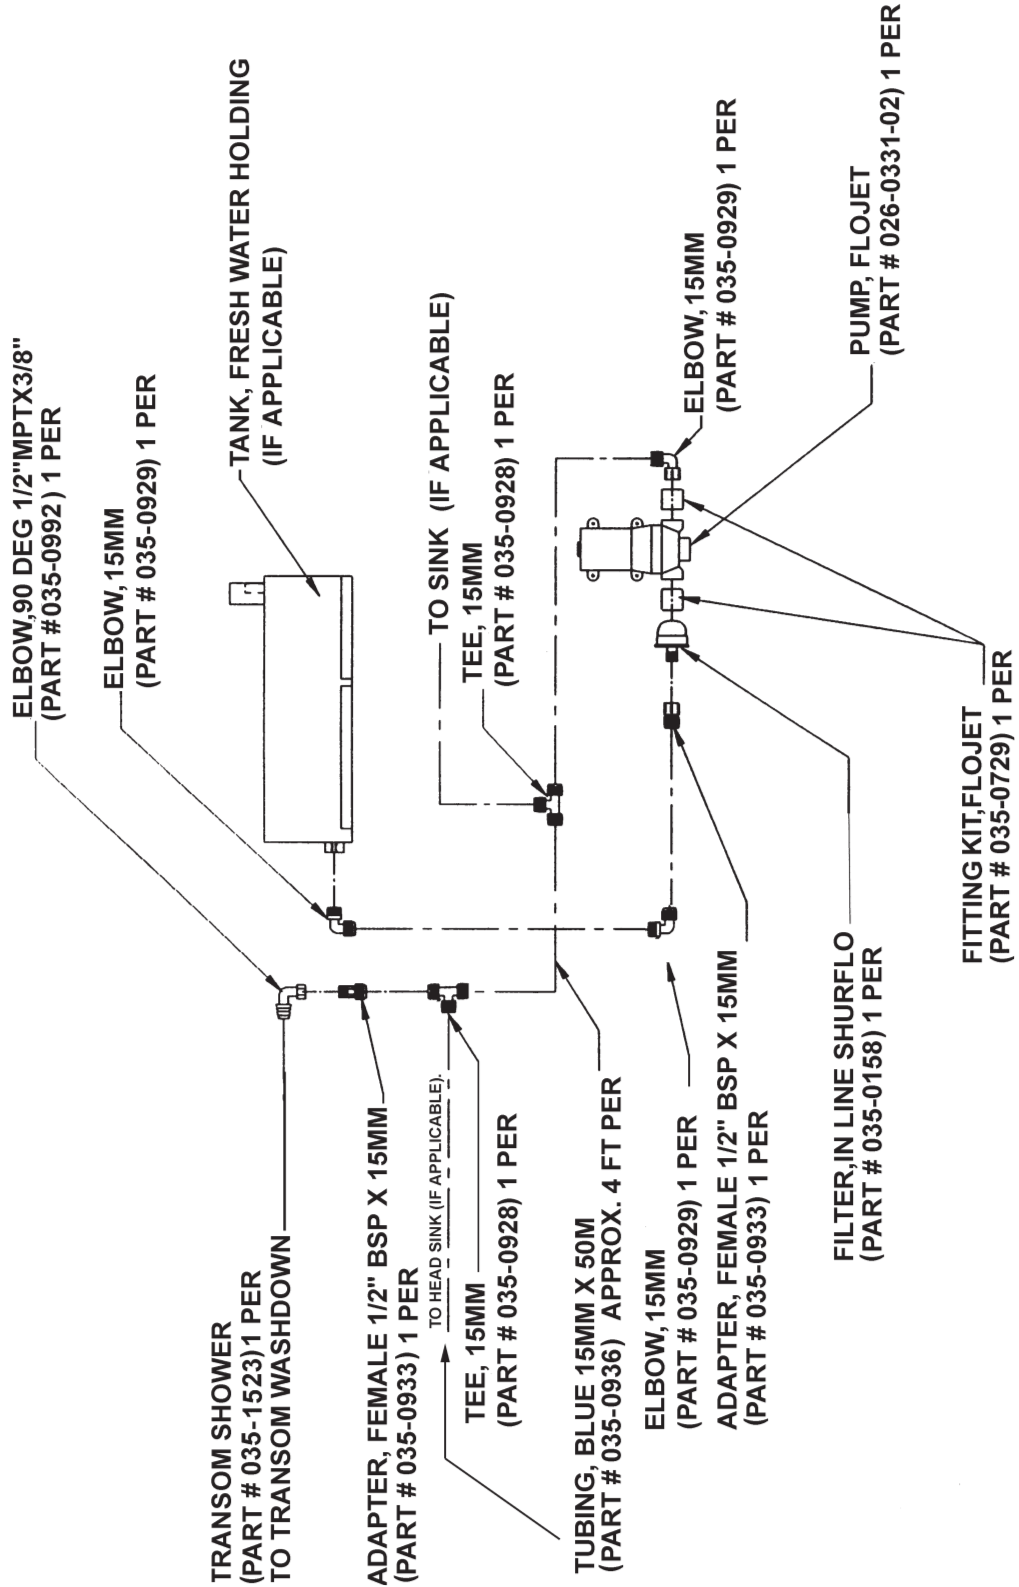 ELBOW,90 DEG 1/2"MPTX3/8"
(PART #035-0992) 1 PER
ELBOW,15MM
(PART # 035-0929) 1 PER
TANK, FRESH WATER HOLDING
(IF APPLICABLE)
TO SINK (IF APPLICABLE)
TEE, 15MM
(PART # 035-0928) 1 PER
ELBOW,15MM
(PART # 035-0929) 1 PER
PUMP, FLOJET
(PART # 026-0331-02) 1 PER
TRANSOM SHOWER
(PART # 035-1523) 1 PER
TO TRANSOM WASHDOWN
ADAPTER, FEMALE 1/2" BSP X 15MM
(PART # 035-0933) 1 PER
TO HEAD SINK (IF APPLICABLE).
TEE, 15MM
(PART # 035-0928) 1 PER
TUBING, BLUE 15MM X 50M
(PART # 035-0936) APPROX. 4 FT PER
ELBOW,15MM
(PART # 035-0929) 1 PER
ADAPTER, FEMALE 1/2" BSP X 15MM
(PART # 035-0933) 1 PER
FILTER,IN LINE SHURFLO
(PART # 035-0158) 1 PER
FITTING KIT,FLOJET
(PART # 035-0729) 1 PER